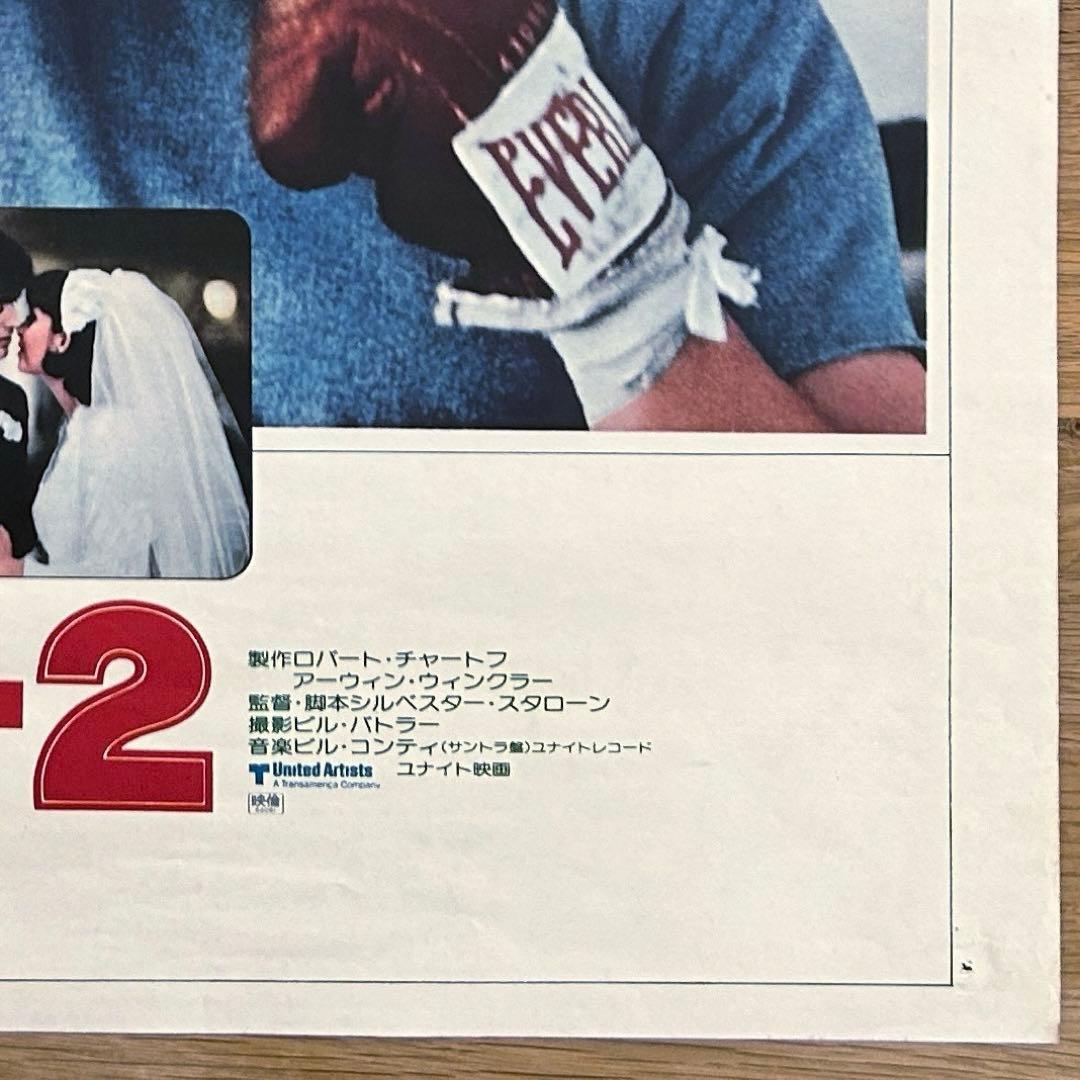 EVERL
-2
製作ロバート・チャートフ
アーウィン・ウィンクラー
監督・脚本シルベスター・スタローン
撮影ビル・バトラー
音楽ビル・コンティ(サントラ盤)ユナイトレコード
United Artists ユナイト映画
A Transamerica Company
映倫